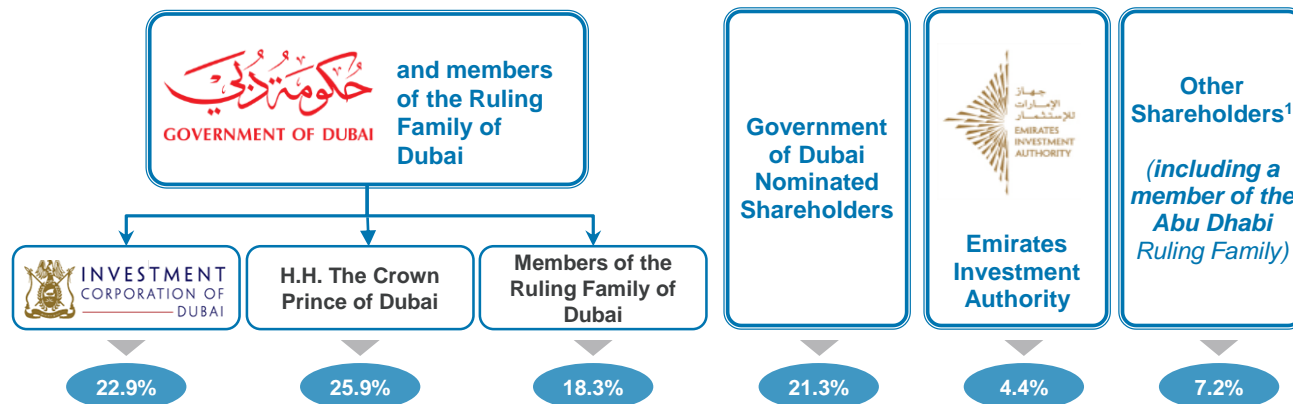 حكومة دبي
GOVERNMENT OF DUBAI
and members
of the Ruling
Family of
Dubai
INVESTMENT
CORPORATION OF
DUBAI
H.H. The Crown
Prince of Dubai
Members of the
Ruling Family of
Dubai
Government
of Dubai
Nominated
Shareholders
جهاز
الإمارات
للإستثمار
EMIRATES
INVESTMENT
AUTHORITY
Emirates
Investment
Authority
Other
Shareholders¹
(including a
member of the
Abu Dhabi
Ruling Family)
22.9%
25.9%
18.3%
21.3%
4.4%
7.2%